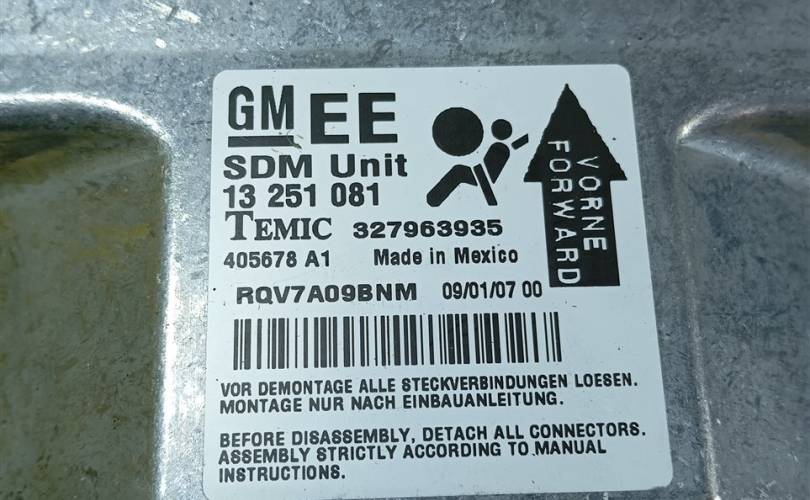 GM EE
SDM Unit
13 251 081
TEMIC 327963935
405678 A1 Made in Mexico
RQV7A09BNM 09/01/07 00
VORNE
FORWARD
VOR DEMONTAGE ALLE STECKVERBINDUNGEN LOESEN.
MONTAGE NUR NACH EINBAUANLEITUNG.
BEFORE DISASSEMBLY, DETACH ALL CONNECTORS.
ASSEMBLY STRICTLY ACCORDING TO MANUAL
INSTRUCTIONS.